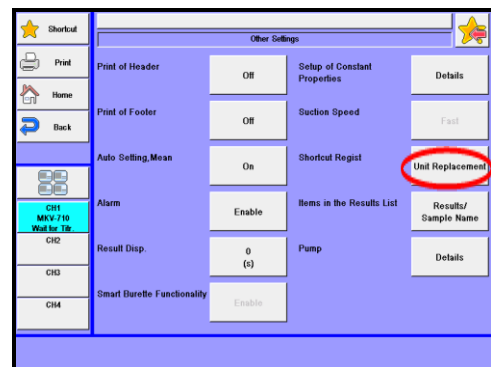 Shortcut
Other Settings
Print
Home
Back
CH1
MKV-710
Wait for Titr.
CH2
CH3
CH4
Print of Header
Off
Setup of Constant
Properties
Details
Print of Footer
Off
Suction Speed
Fast
Auto Setting,Mean
On
Shortcut Regist
Unit Replacement
Alarm
Enable
Items in the Results List
Results/
Sample Name
Result Disp.
0
(s)
Pump
Details
Smart Burette Functionality
Enable